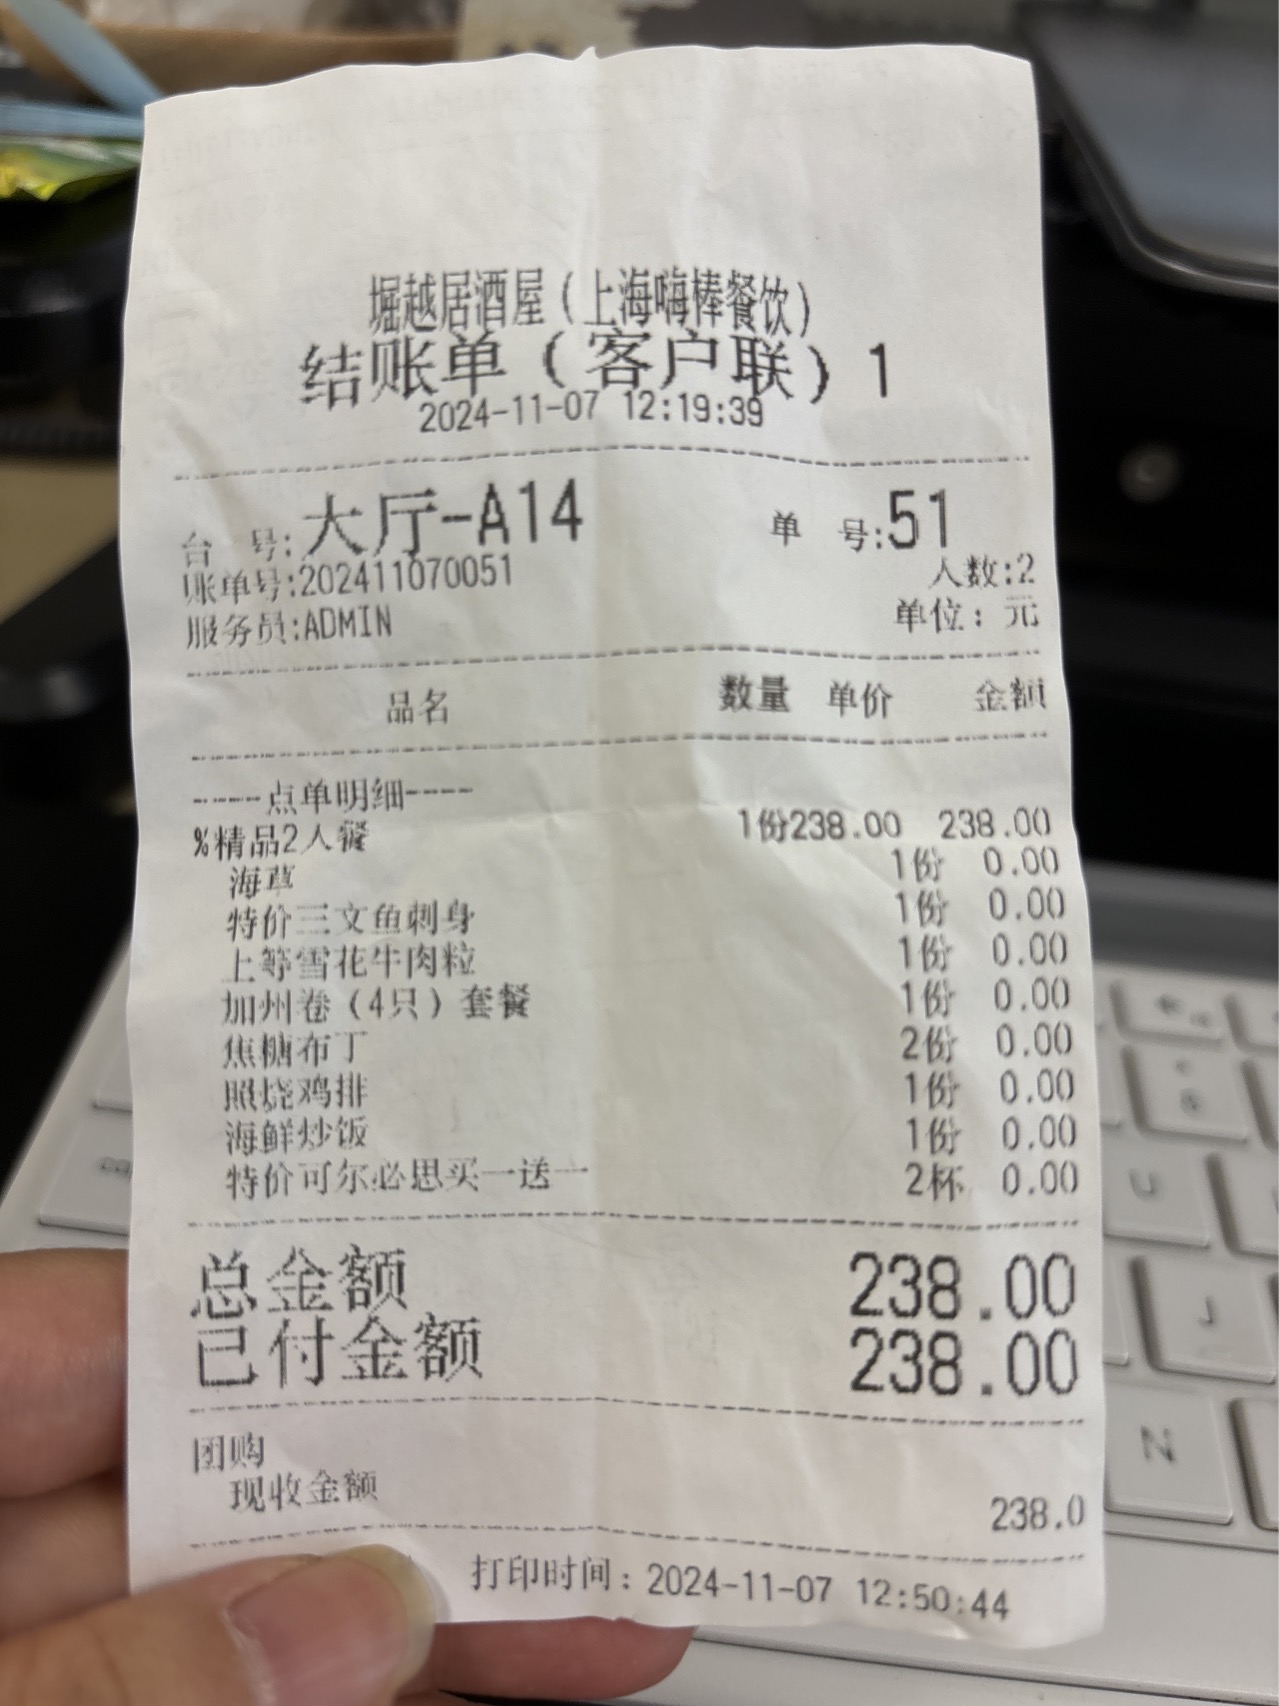 堀越居酒屋(上海嗨棒餐饮)
结账单(客户联)1
2024-11-07 12:19:39
台 号:大厅-A14 单 号:51
账单号:202411070051 人数:2
服务员:ADMIN 单位:元
品名 数量 单价 金额
-----点单明细----
%精品2人餐 1份238.00 238.00
海草 1份 0.00
特价三文鱼刺身 1份 0.00
上等雪花牛肉粒 1份 0.00
加州卷(4只)套餐 1份 0.00
焦糖布丁 2份 0.00
照烧鸡排 1份 0.00
海鲜炒饭 1份 0.00
特价可尔必思买一送一 2杯 0.00
总金额 238.00
已付金额 238.00
团购
现收金额 238.0
打印时间:2024-11-07 12:50:44
U
J
N